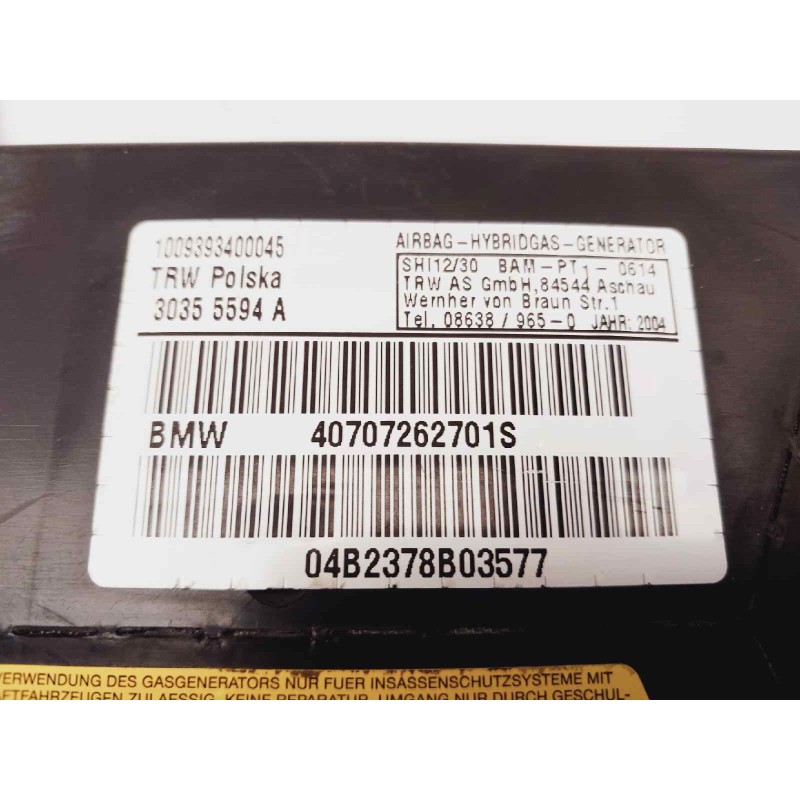 1009393400045
TRW Polska
3035 5594 A
AIRBAG-HYBRIDGAS-GENERATOR
SHI12/30 BAM-PT1-0614
TRW AS GmbH,84544 Aschau
Wernher von Braun Str.1
Tel. 08638/965-0 JAHR: 2004
BMW 40707262701S
04B2378B03577
VERWENDUNG DES GASGENERATORS NUR FUER INSASSENSCHUTZSYSTEME MIT
AFTFAHRZEUGEN ZULAESSIG. KEINE REPARATUR, UMGANG NUR DURCH GESCHUL-